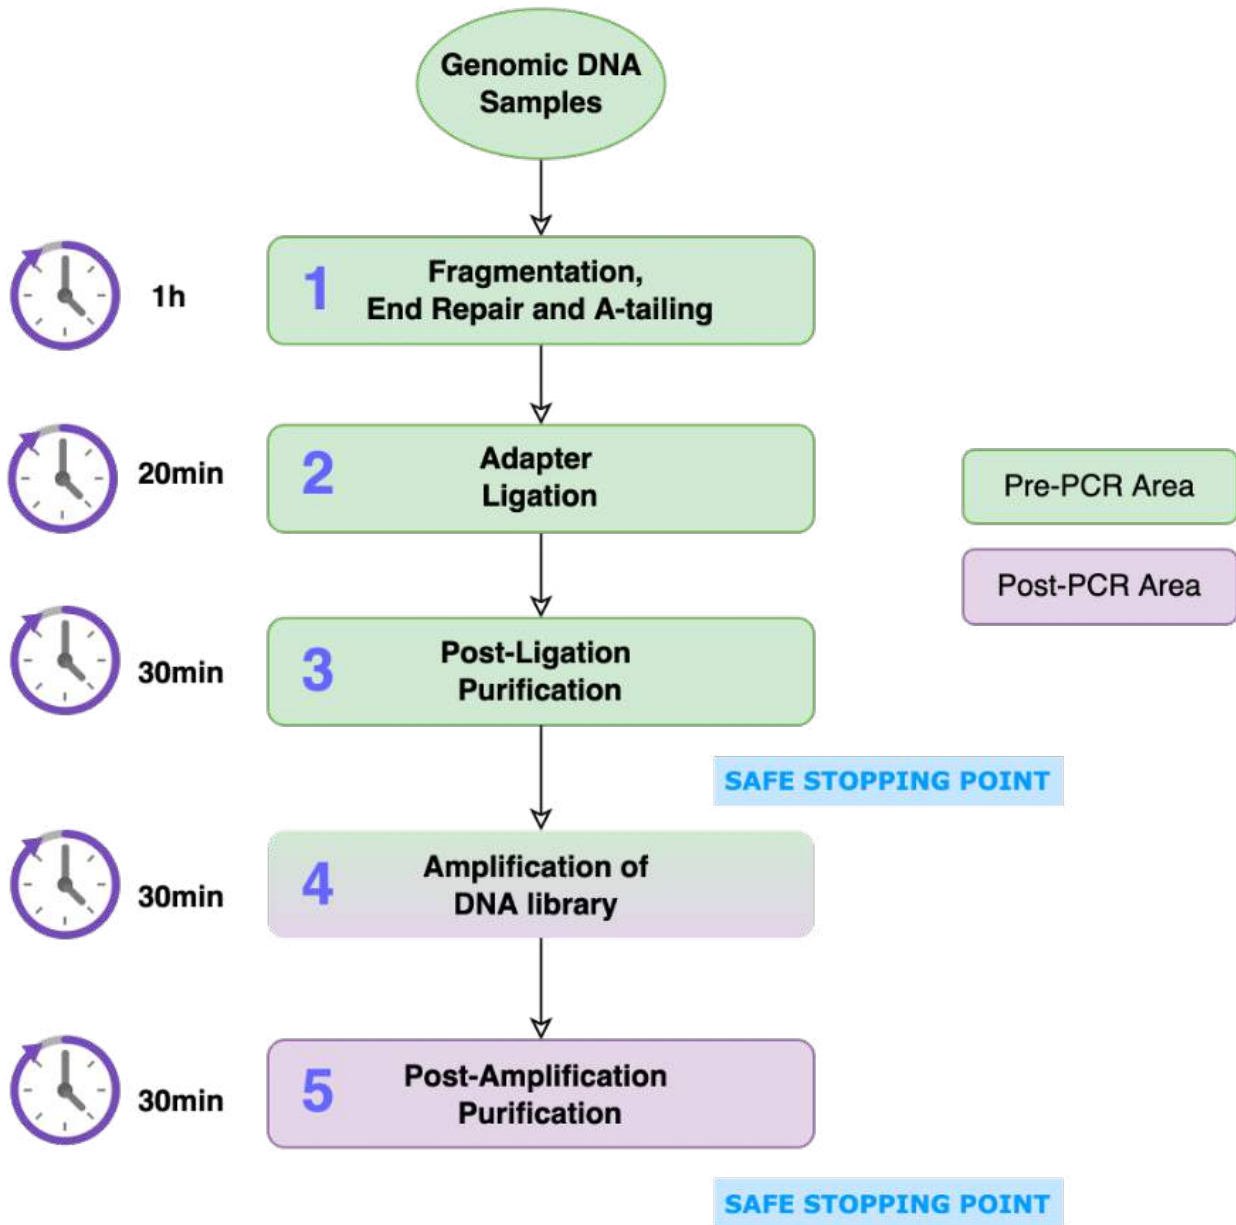 Genomic DNA
Samples
1h
1
Fragmentation,
End Repair and A-tailing
20min
2
Adapter
Ligation
Pre-PCR Area
Post-PCR Area
30min
3
Post-Ligation
Purification
SAFE STOPPING POINT
30min
4
Amplification of
DNA library
30min
5
Post-Amplification
Purification
SAFE STOPPING POINT